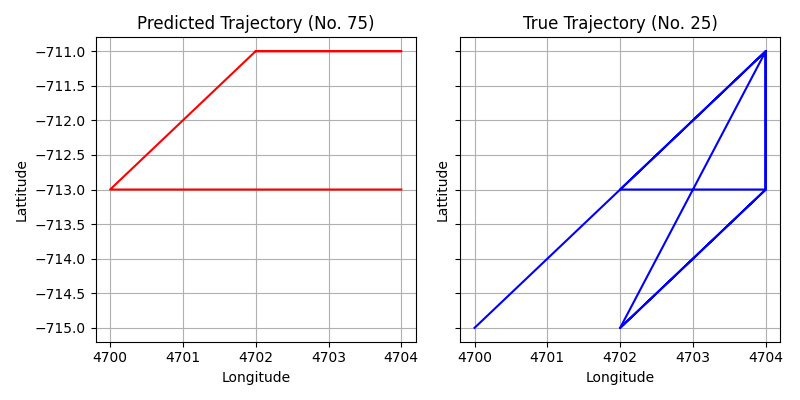 Predicted Trajectory (No. 75)
True Trajectory (No. 25)
−711.0
−711.5
−712.0
−712.5
−713.0
−713.5
−714.0
−714.5
−715.0
Lattitude
Lattitude
4700 4701 4702 4703 4704
4700 4701 4702 4703 4704
Longitude
Longitude